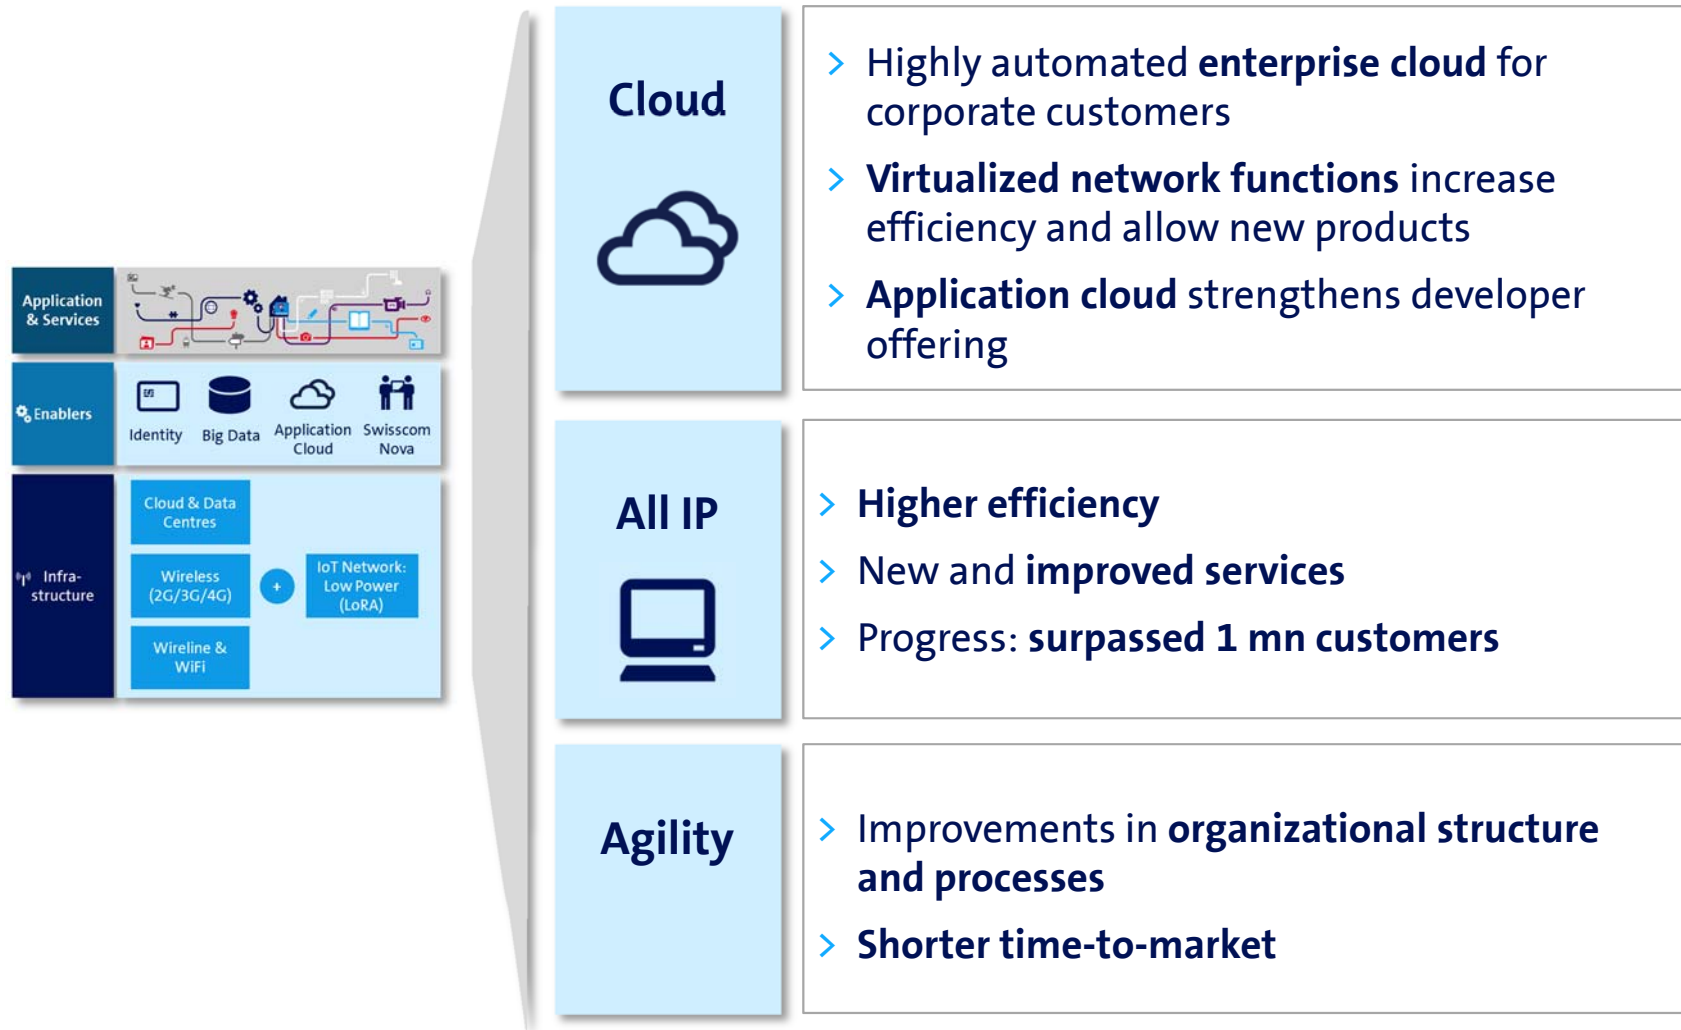 Application
& Services
Enablers
Identity
Big Data
Application
Cloud
Swisscom
Nova
Infra-
structure
Cloud & Data
Centres
Wireless
(2G/3G/4G)
+
IoT Network:
Low Power
(LoRA)
Wireline &
WiFi
Cloud
> Highly automated enterprise cloud for
corporate customers
> Virtualized network functions increase
efficiency and allow new products
> Application cloud strengthens developer
offering
All IP
> Higher efficiency
> New and improved services
> Progress: surpassed 1 mn customers
Agility
> Improvements in organizational structure
and processes
> Shorter time-to-market